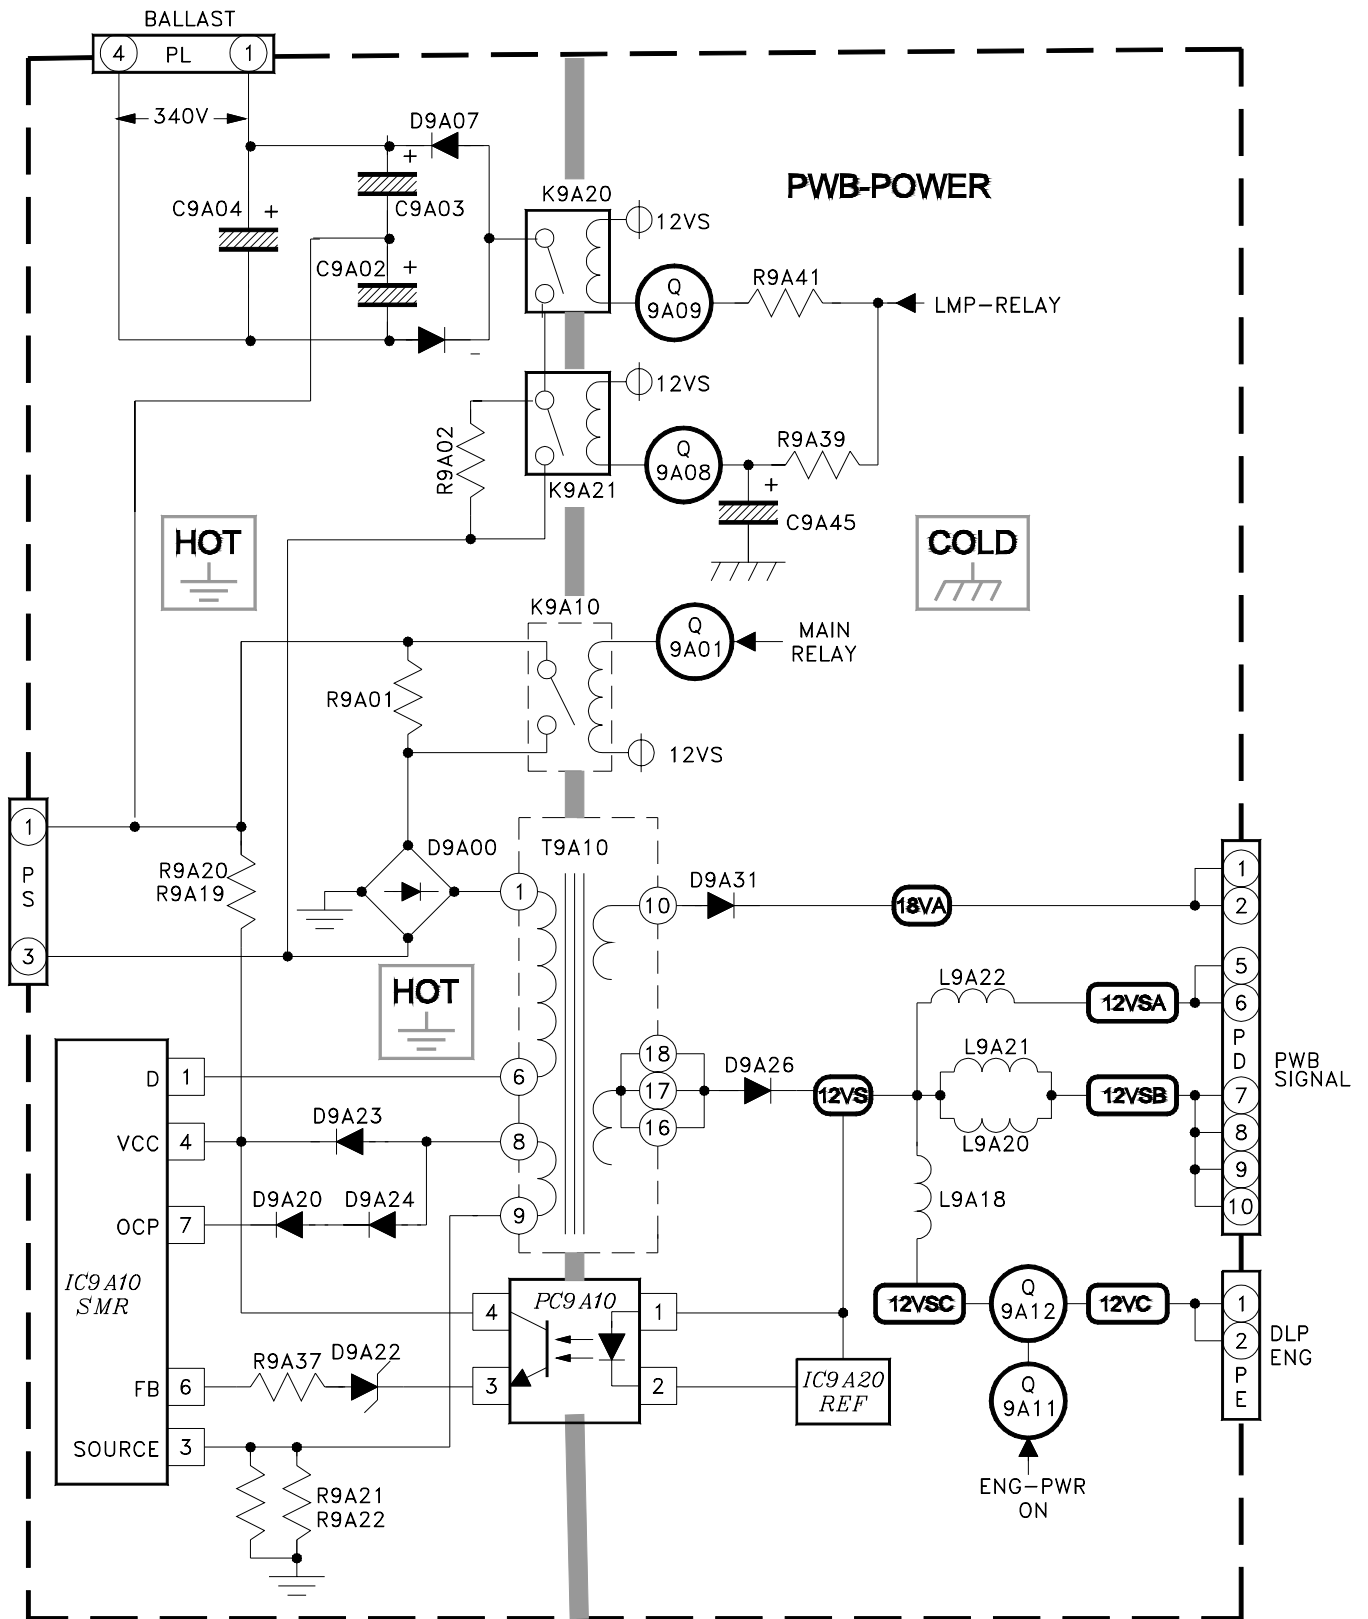 BALLAST
4 PL 1
340V
D9A07
+
C9A04 +
C9A03
C9A02 +
K9A20
12VS
PWB-POWER
Q
9A09
R9A41
LMP-RELAY
12VS
R9A02
Q
9A08
R9A39
K9A21
+
C9A45
HOT
COLD
K9A10
Q
9A01
MAIN
RELAY
R9A01
12VS
1
P
S
3
R9A20
R9A19
D9A00
T9A10
1
10
D9A31
18VA
1
2
HOT
L9A22
12VSA
5
6
P
D
PWB
SIGNAL
L9A21
D 1
6
18
17
16
D9A26
12VS
12VSB
7
8
9
10
L9A20
D9A23
VCC 4
8
D9A20
D9A24
OCP 7
9
L9A18
IC9A10
SMR
PC9A10
4
1
12VSC
Q
9A12
12VC
1
2
P
E
DLP
ENG
R9A37
D9A22
FB 6
3
2
IC9A20
REF
Q
9A11
SOURCE 3
R9A21
R9A22
ENG-PWR
ON